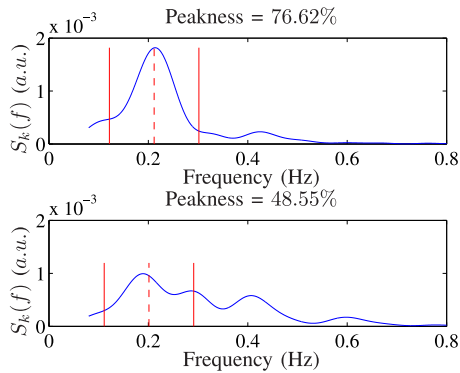 Peakness = 76.62%
x 10⁻³
2
1
0
S_k(f) (a.u.)
0 0.2 0.4 0.6 0.8
Frequency (Hz)
Peakness = 48.55%
x 10⁻³
2
1
0
S_k(f) (a.u.)
0 0.2 0.4 0.6 0.8
Frequency (Hz)